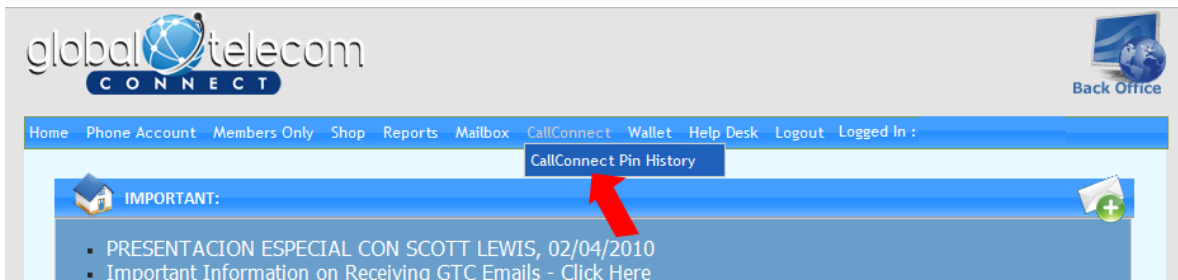 global telecom
CONNECT
Back Office
Home Phone Account Members Only Shop Reports Mailbox CallConnect Wallet Help Desk Logout Logged In :
CallConnect Pin History
IMPORTANT:
PRESENTACION ESPECIAL CON SCOTT LEWIS, 02/04/2010
Important Information on Receiving GTC Emails - Click Here